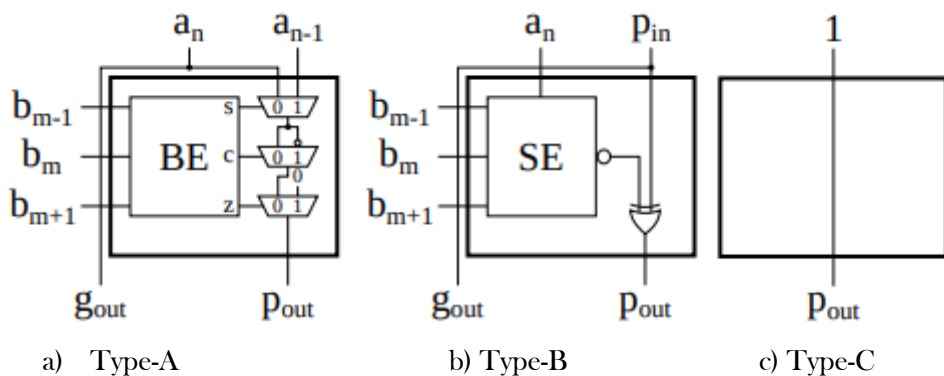 aₙ aₙ₋₁ aₙ pᵢₙ 1
bₘ₋₁ s 0 1 bₘ₋₁
bₘ BE c 0 1 bₘ SE
0
bₘ₊₁ z 0 1 bₘ₊₁
gₒᵤₜ pₒᵤₜ gₒᵤₜ pₒᵤₜ pₒᵤₜ
a) Type-A b) Type-B c) Type-C